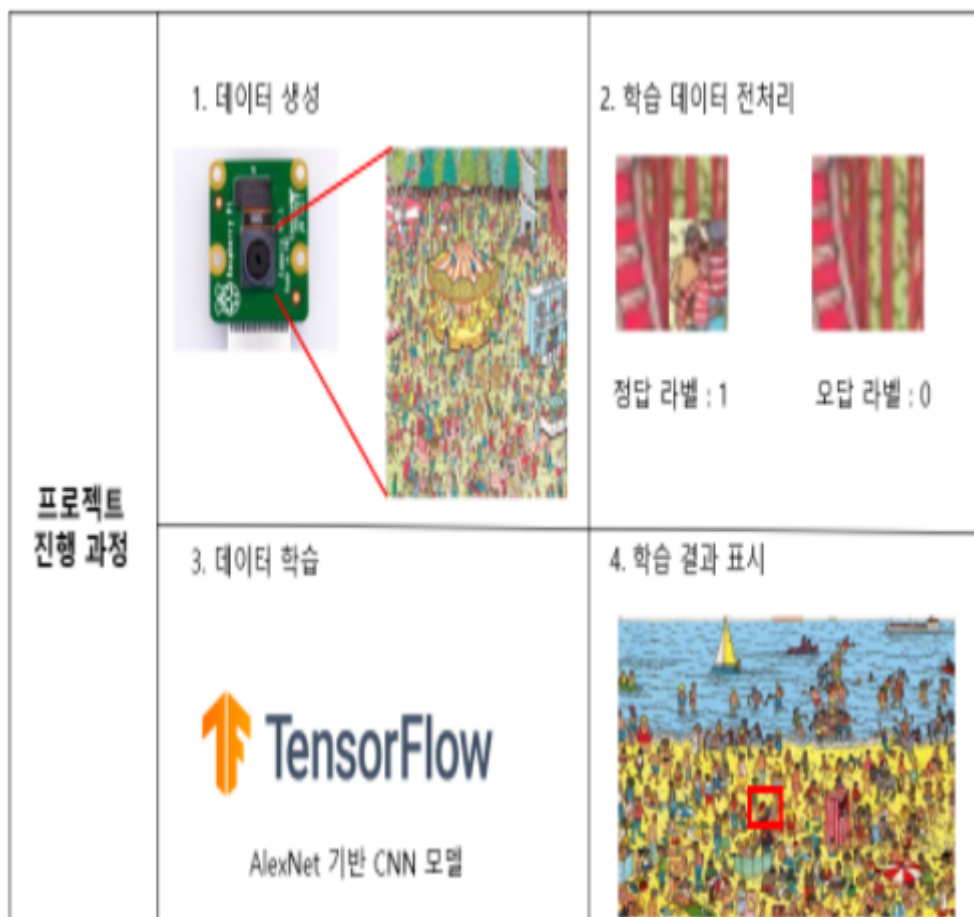 프로젝트
진행 과정
1. 데이터 생성
Raspberry Pi
2. 학습 데이터 전처리
정답 라벨 : 1
오답 라벨 : 0
3. 데이터 학습
TensorFlow
AlexNet 기반 CNN 모델
4. 학습 결과 표시